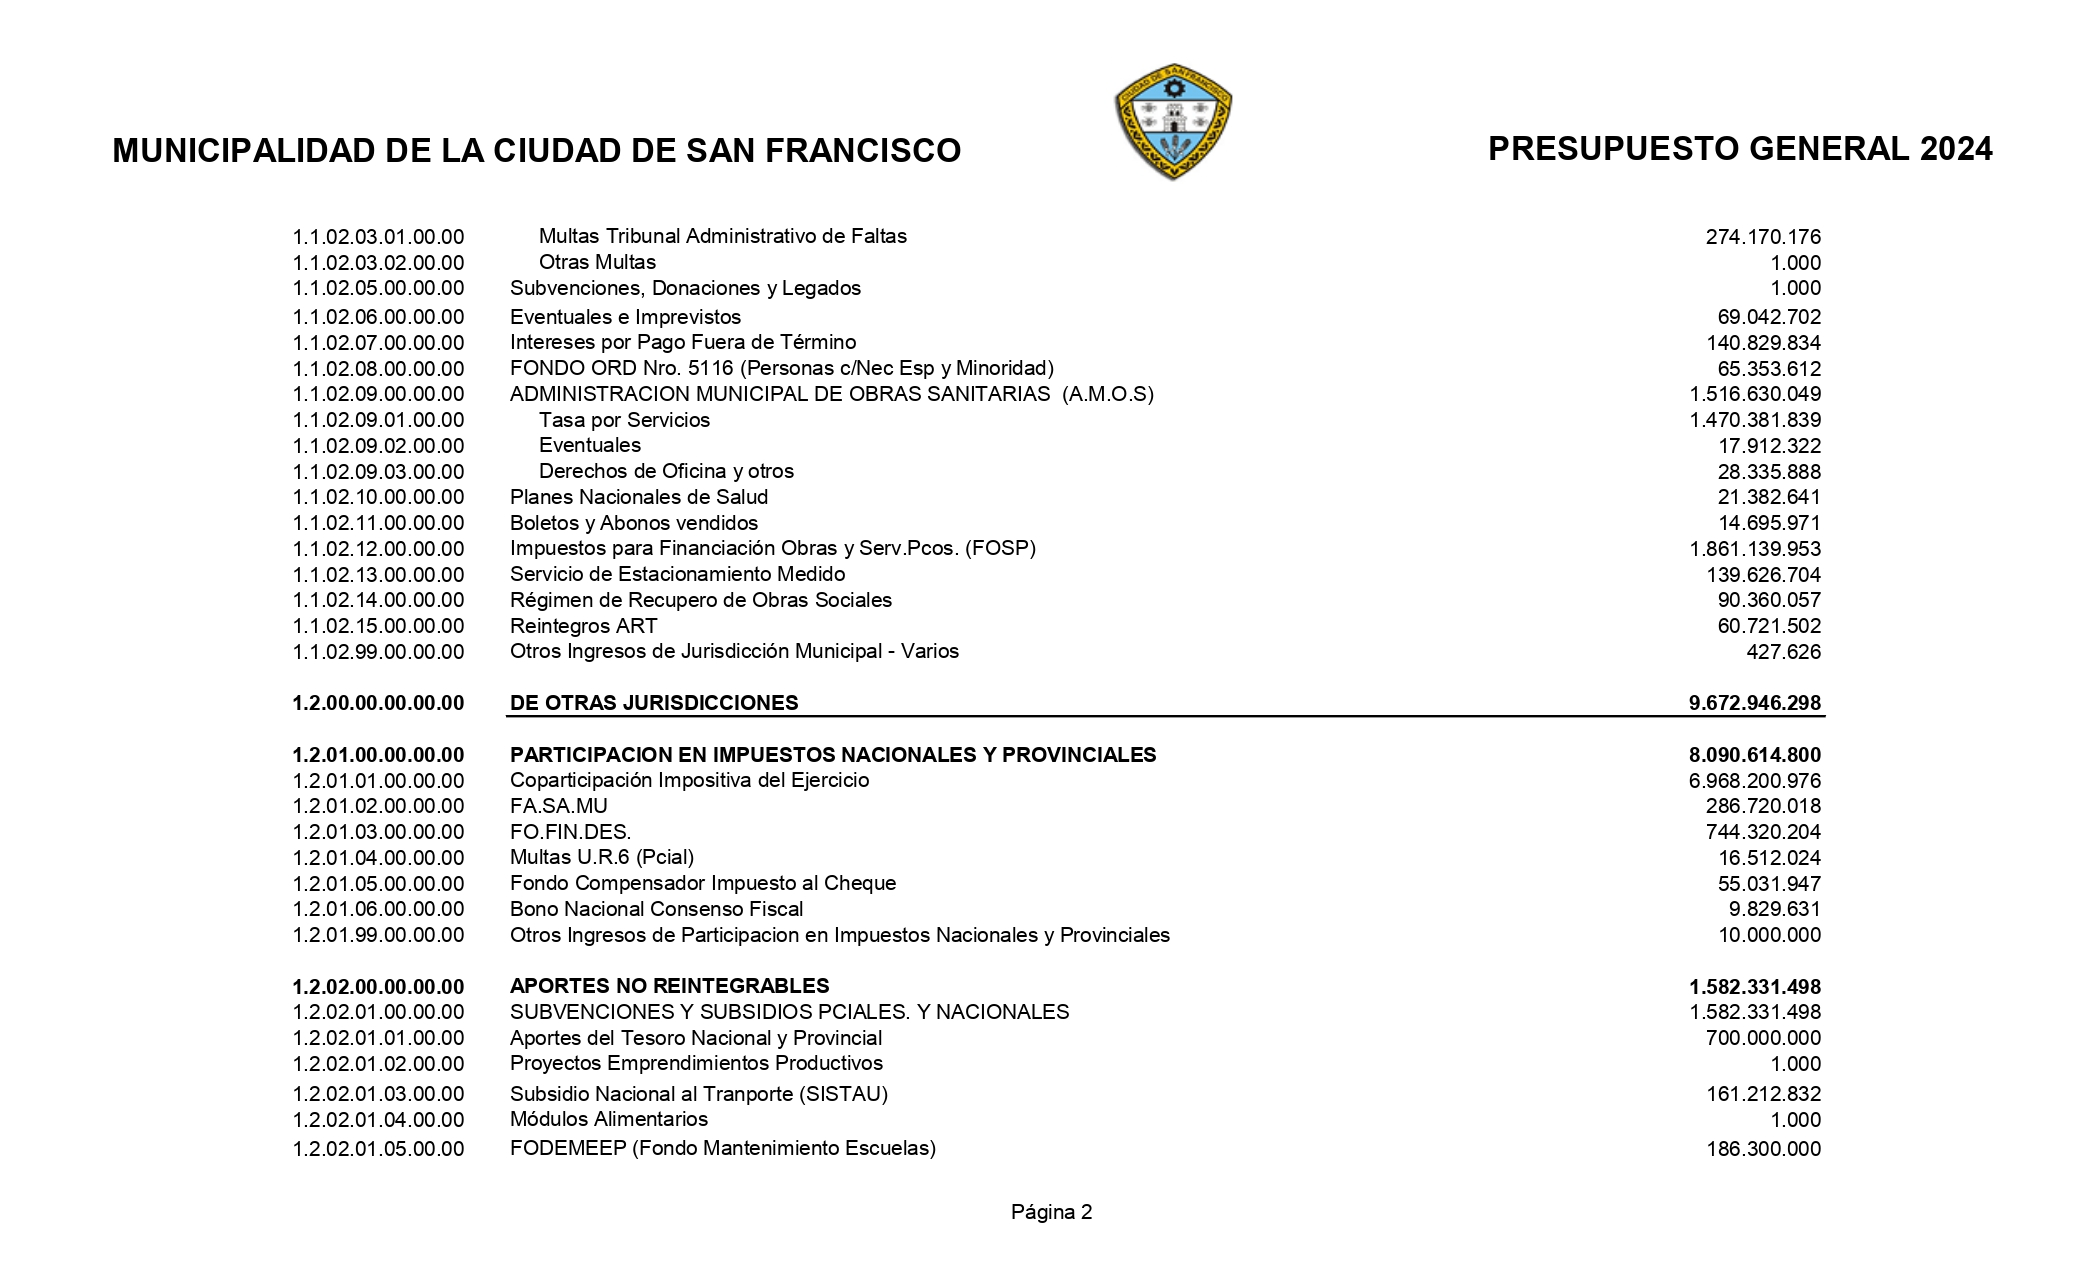 CIUDAD DE SAN FRANCISCO
MUNICIPALIDAD DE LA CIUDAD DE SAN FRANCISCO PRESUPUESTO GENERAL 2024
1.1.02.03.01.00.00 Multas Tribunal Administrativo de Faltas 274.170.176
1.1.02.03.02.00.00 Otras Multas 1.000
1.1.02.05.00.00.00 Subvenciones, Donaciones y Legados 1.000
1.1.02.06.00.00.00 Eventuales e Imprevistos 69.042.702
1.1.02.07.00.00.00 Intereses por Pago Fuera de Término 140.829.834
1.1.02.08.00.00.00 FONDO ORD Nro. 5116 (Personas c/Nec Esp y Minoridad) 65.353.612
1.1.02.09.00.00.00 ADMINISTRACION MUNICIPAL DE OBRAS SANITARIAS (A.M.O.S) 1.516.630.049
1.1.02.09.01.00.00 Tasa por Servicios 1.470.381.839
1.1.02.09.02.00.00 Eventuales 17.912.322
1.1.02.09.03.00.00 Derechos de Oficina y otros 28.335.888
1.1.02.10.00.00.00 Planes Nacionales de Salud 21.382.641
1.1.02.11.00.00.00 Boletos y Abonos vendidos 14.695.971
1.1.02.12.00.00.00 Impuestos para Financiación Obras y Serv.Pcos. (FOSP) 1.861.139.953
1.1.02.13.00.00.00 Servicio de Estacionamiento Medido 139.626.704
1.1.02.14.00.00.00 Régimen de Recupero de Obras Sociales 90.360.057
1.1.02.15.00.00.00 Reintegros ART 60.721.502
1.1.02.99.00.00.00 Otros Ingresos de Jurisdicción Municipal - Varios 427.626
1.2.00.00.00.00.00 DE OTRAS JURISDICCIONES 9.672.946.298
1.2.01.00.00.00.00 PARTICIPACION EN IMPUESTOS NACIONALES Y PROVINCIALES 8.090.614.800
1.2.01.01.00.00.00 Coparticipación Impositiva del Ejercicio 6.968.200.976
1.2.01.02.00.00.00 FA.SA.MU 286.720.018
1.2.01.03.00.00.00 FO.FIN.DES. 744.320.204
1.2.01.04.00.00.00 Multas U.R.6 (Pcial) 16.512.024
1.2.01.05.00.00.00 Fondo Compensador Impuesto al Cheque 55.031.947
1.2.01.06.00.00.00 Bono Nacional Consenso Fiscal 9.829.631
1.2.01.99.00.00.00 Otros Ingresos de Participacion en Impuestos Nacionales y Provinciales 10.000.000
1.2.02.00.00.00.00 APORTES NO REINTEGRABLES 1.582.331.498
1.2.02.01.00.00.00 SUBVENCIONES Y SUBSIDIOS PCIALES. Y NACIONALES 1.582.331.498
1.2.02.01.01.00.00 Aportes del Tesoro Nacional y Provincial 700.000.000
1.2.02.01.02.00.00 Proyectos Emprendimientos Productivos 1.000
1.2.02.01.03.00.00 Subsidio Nacional al Tranporte (SISTAU) 161.212.832
1.2.02.01.04.00.00 Módulos Alimentarios 1.000
1.2.02.01.05.00.00 FODEMEEP (Fondo Mantenimiento Escuelas) 186.300.000
Página 2